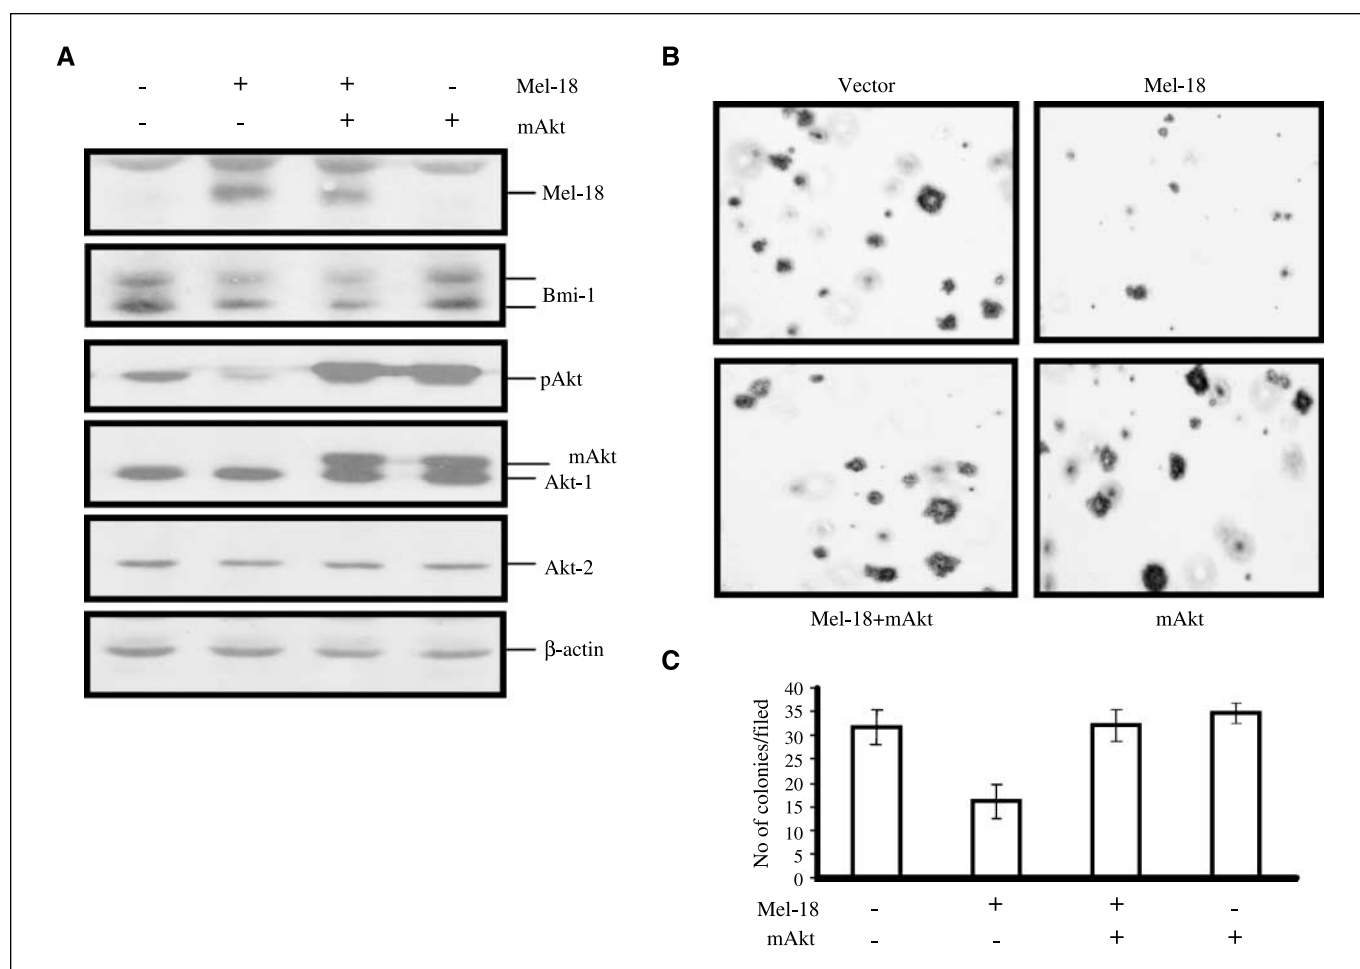 A
- + + - Mel-18
- - + + mAkt
Mel-18
Bmi-1
pAkt
mAkt
Akt-1
Akt-2
β-actin
B
Vector Mel-18
Mel-18+mAkt mAkt
C
No of colonies/filed
40
35
30
25
20
15
10
5
0
Mel-18 - + + -
mAkt - - + +